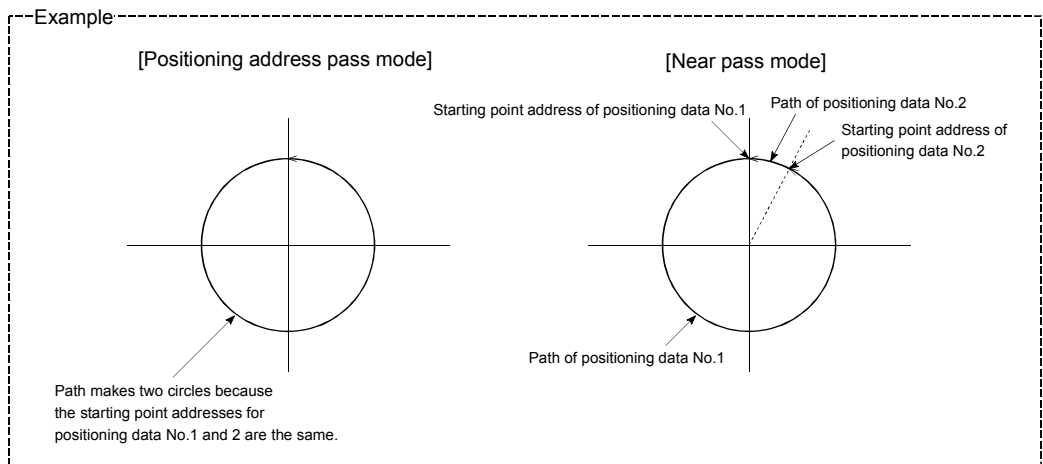 Example
[Positioning address pass mode]
Path makes two circles because
the starting point addresses for
positioning data No.1 and 2 are the same.
[Near pass mode]
Starting point address of positioning data No.1
Path of positioning data No.2
Starting point address of
positioning data No.2
Path of positioning data No.1